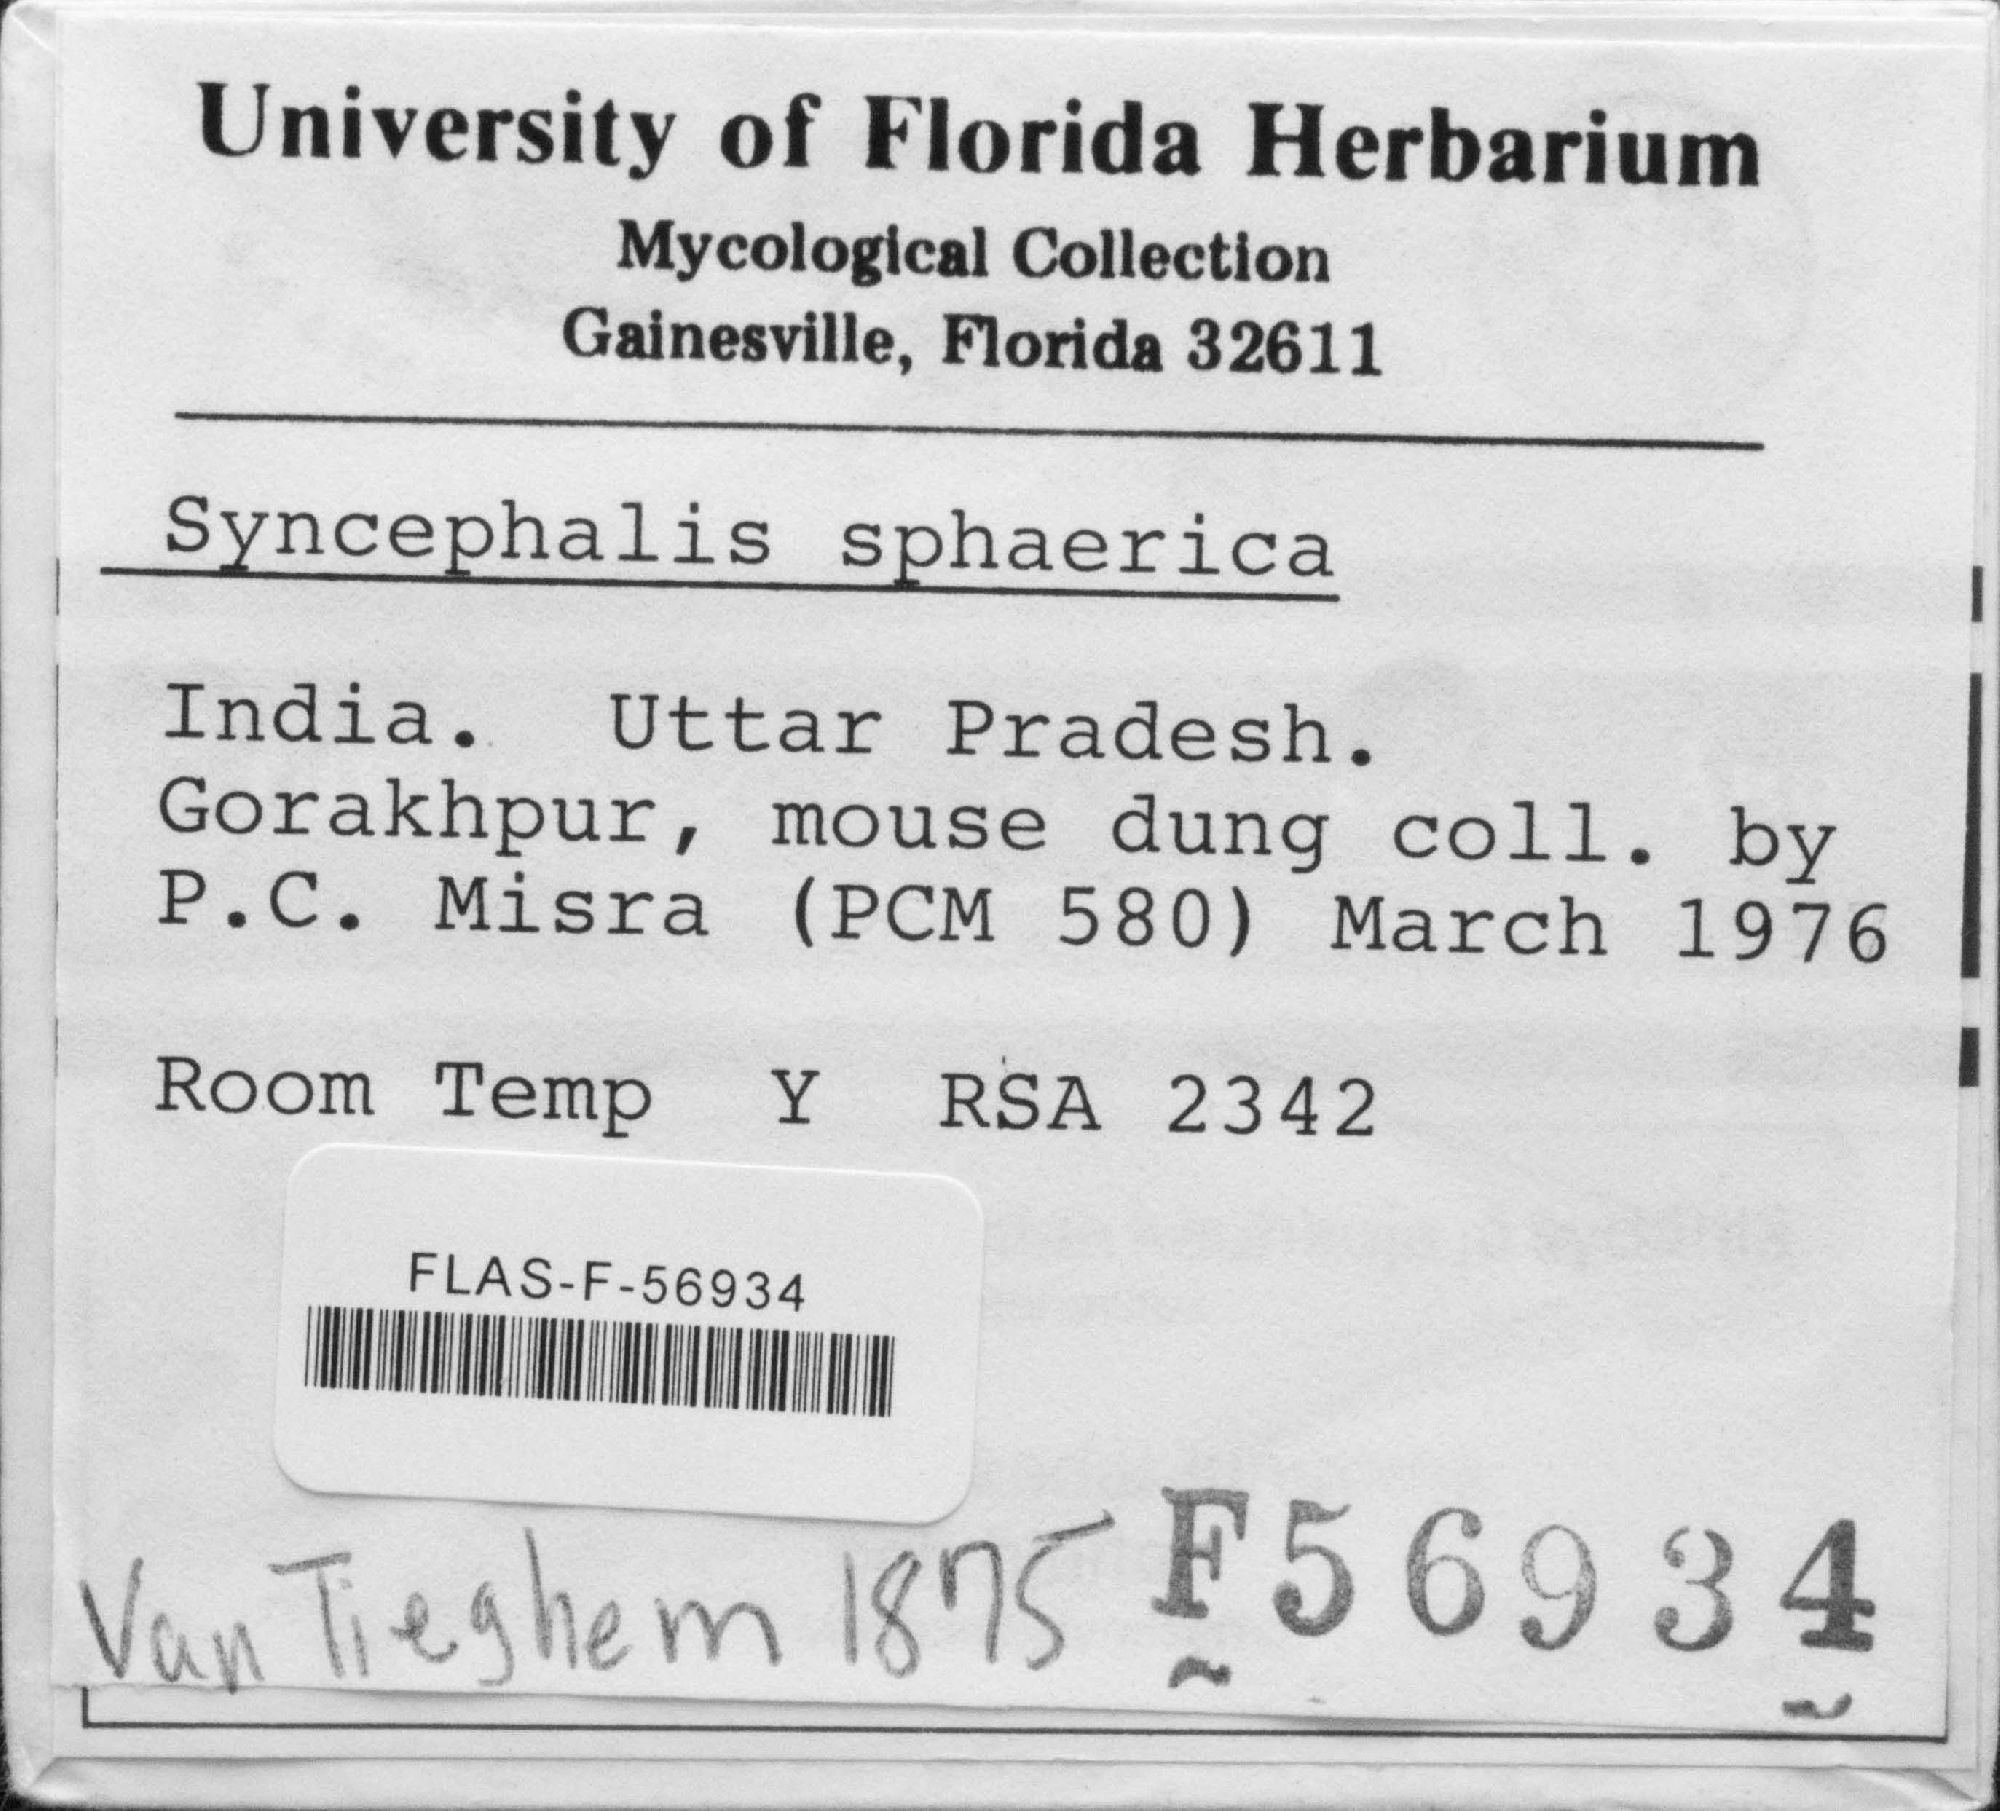 University of Florida Herbarium
Mycological Collection
Gainesville, Florida 32611
Syncephalis sphaerica
India. Uttar Pradesh.
Gorakhpur, mouse dung coll. by
P.C. Misra (PCM 580) March 1976
Room Temp Y RSA 2342
FLAS-F-56934
Van Tieghem 1875 F56934